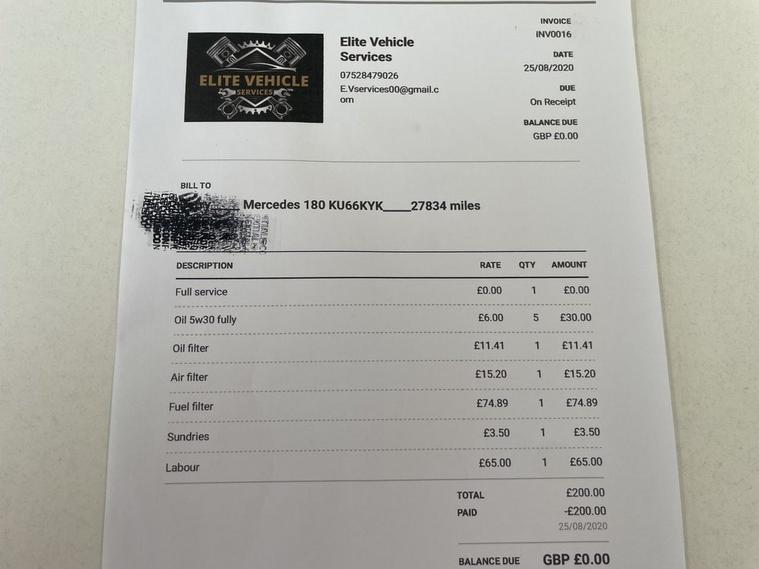 INVOICE
INV0016
DATE
25/08/2020
DUE
On Receipt
BALANCE DUE
GBP £0.00
ELITE VEHICLE
SERVICES
Elite Vehicle
Services
07528479026
E.Vservices00@gmail.c
om
BILL TO
Mercedes 180 KU66KYK____27834 miles
DESCRIPTION RATE QTY AMOUNT
Full service £0.00 1 £0.00
Oil 5w30 fully £6.00 5 £30.00
Oil filter £11.41 1 £11.41
Air filter £15.20 1 £15.20
Fuel filter £74.89 1 £74.89
Sundries £3.50 1 £3.50
Labour £65.00 1 £65.00
TOTAL £200.00
PAID -£200.00
25/08/2020
BALANCE DUE GBP £0.00